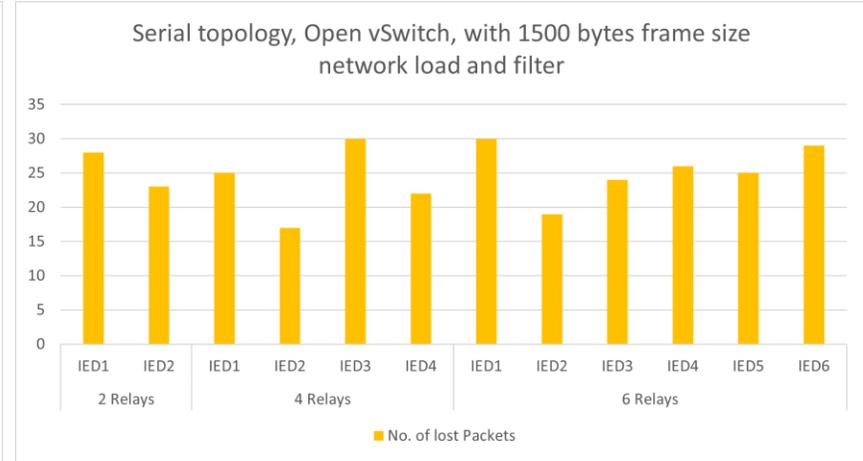 Serial topology, Open vSwitch, with 1500 bytes frame size
network load and filter
35
30
25
20
15
10
5
0
IED1 IED2 IED1 IED2 IED3 IED4 IED1 IED2 IED3 IED4 IED5 IED6
2 Relays 4 Relays 6 Relays
No. of lost Packets